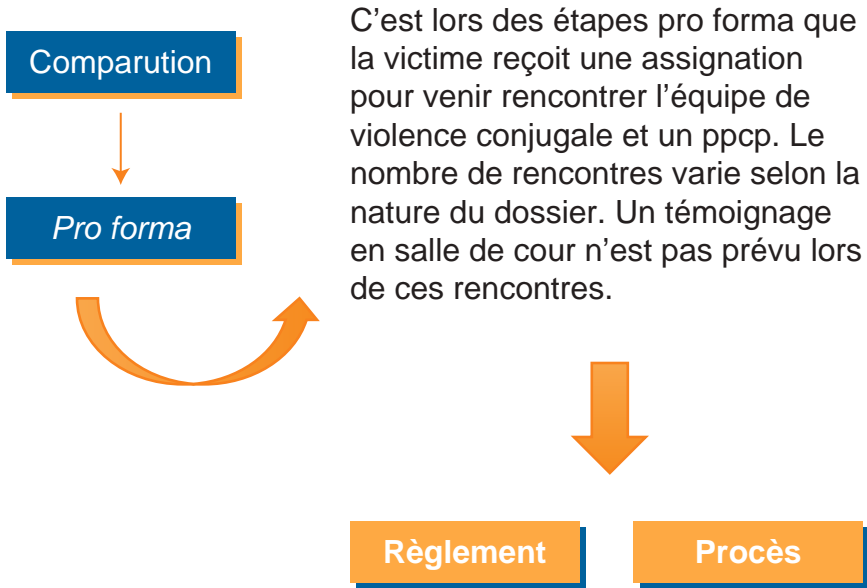 Comparution
Pro forma
C'est lors des étapes pro forma que
la victime reçoit une assignation
pour venir rencontrer l'équipe de
violence conjugale et un ppcp. Le
nombre de rencontres varie selon la
nature du dossier. Un témoignage
en salle de cour n'est pas prévu lors
de ces rencontres.
Règlement
Procès